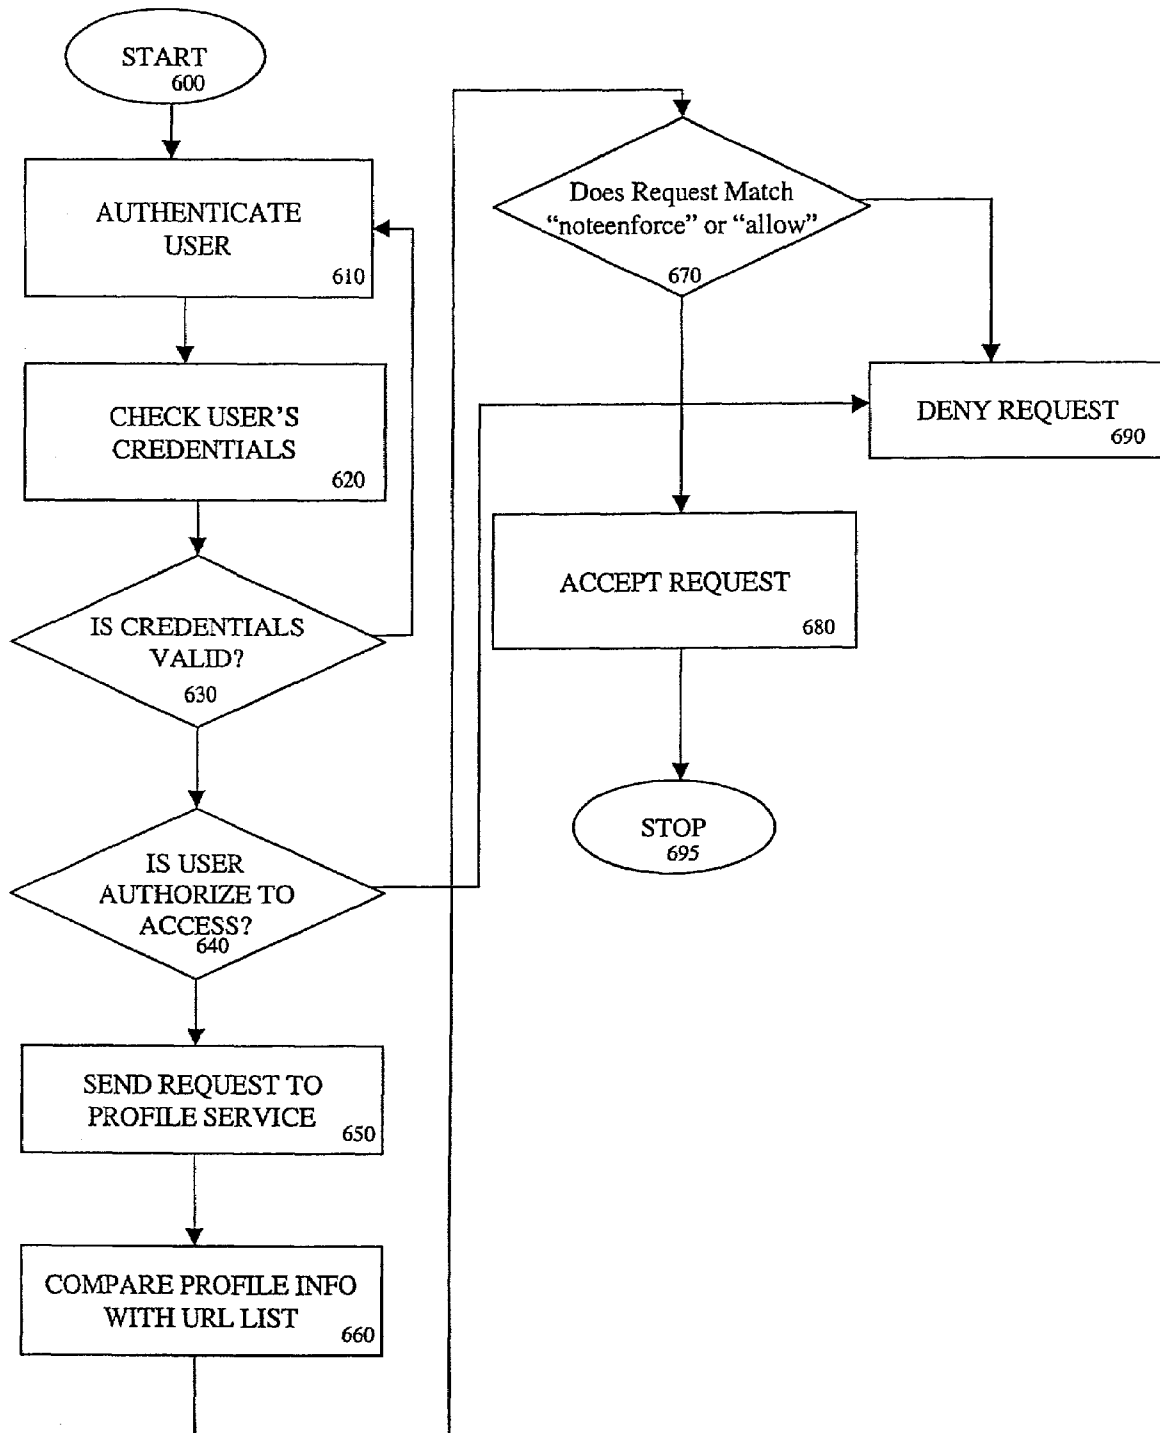 START
600
AUTHENTICATE
USER
610
CHECK USER'S
CREDENTIALS
620
IS CREDENTIALS
VALID?
630
IS USER
AUTHORIZE TO
ACCESS?
640
SEND REQUEST TO
PROFILE SERVICE
650
COMPARE PROFILE INFO
WITH URL LIST
660
Does Request Match
“noteenforce” or “allow”
670
DENY REQUEST
690
ACCEPT REQUEST
680
STOP
695